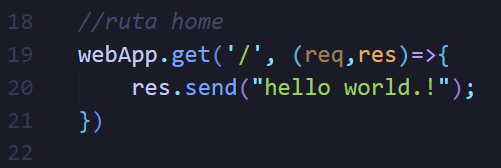 18 //ruta home
19 webApp.get('/', (req,res)=>{
20 res.send("hello world.!");
21 })
22